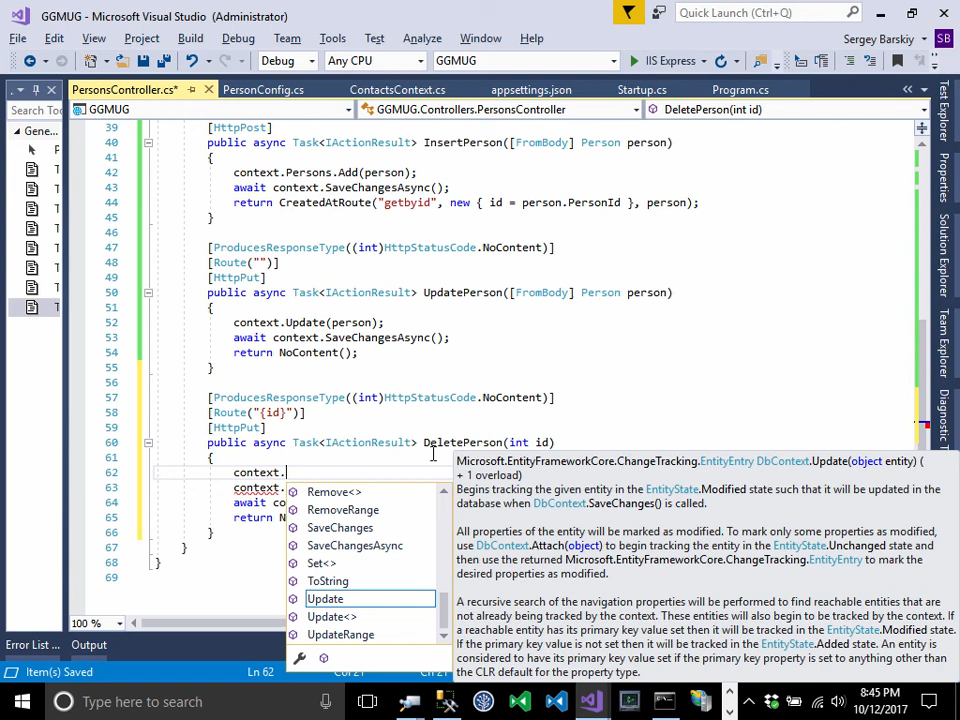 GGMUG - Microsoft Visual Studio (Administrator)
Quick Launch (Ctrl+Q)
File Edit View Project Build Debug Team Tools Test Analyze Window Help
Sergey Barskiy SB
Debug Any CPU GGMUG IIS Express
PersonsController.cs* PersonConfig.cs ContactsContext.cs appsettings.json Startup.cs Program.cs
Search Too
GGMUG GGMUG.Controllers.PersonsController DeletePerson(int id)
Gene...
39 [HttpPost]
40 public async Task<IActionResult> InsertPerson([FromBody] Person person)
41 {
42 context.Persons.Add(person);
43 await context.SaveChangesAsync();
44 return CreatedAtRoute("getbyid", new { id = person.PersonId }, person);
45 }
46
47 [ProducesResponseType((int)HttpStatusCode.NoContent)]
48 [Route("")]
49 [HttpPut]
50 public async Task<IActionResult> UpdatePerson([FromBody] Person person)
51 {
52 context.Update(person);
53 await context.SaveChangesAsync();
54 return NoContent();
55 }
56
57 [ProducesResponseType((int)HttpStatusCode.NoContent)]
58 [Route("{id}")]
59 [HttpPut]
60 public async Task<IActionResult> DeletePerson(int id)
61 {
62 context.
63 context.
64 await co
65 return N
66 }
67 }
68 }
69
Remove<>
RemoveRange
SaveChanges
SaveChangesAsync
Set<>
ToString
Update
Update<>
UpdateRange
Microsoft.EntityFrameworkCore.ChangeTracking.EntityEntry DbContext.Update(object entity) (
+ 1 overload)
Begins tracking the given entity in the EntityState.Modified state such that it will be updated in the
database when DbContext.SaveChanges() is called.
All properties of the entity will be marked as modified. To mark only some properties as modified,
use DbContext.Attach(object) to begin tracking the entity in the EntityState.Unchanged state and
then use the returned Microsoft.EntityFrameworkCore.ChangeTracking.EntityEntry to mark the
desired properties as modified.
A recursive search of the navigation properties will be performed to find reachable entities that are
not already being tracked by the context. These entities will also begin to be tracked by the context. If
a reachable entity has its primary key value set then it will be tracked in the EntityState.Modified state.
If the primary key value is not set then it will be tracked in the EntityState.Added state. An entity is
considered to have its primary key value set if the primary key property is set to anything other than
the CLR default for the property type.
Test Explorer
Properties
Solution Explorer
Team Explorer
Diagnostic T
100 %
Error List Output
Item(s) Saved Ln 62 Col 21 Ch 21
Type here to search
8:45 PM
10/12/2017